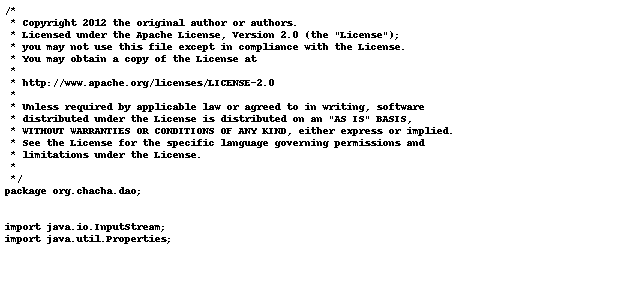 /*
 * Copyright 2012 the original author or authors.
 * Licensed under the Apache License, Version 2.0 (the "License");
 * you may not use this file except in compliance with the License.
 * You may obtain a copy of the License at
 *
 * http://www.apache.org/licenses/LICENSE-2.0
 *
 * Unless required by applicable law or agreed to in writing, software
 * distributed under the License is distributed on an "AS IS" BASIS,
 * WITHOUT WARRANTIES OR CONDITIONS OF ANY KIND, either express or implied.
 * See the License for the specific language governing permissions and
 * limitations under the License.
 *
 */
package org.chacha.dao;

import java.io.InputStream;
import java.util.Properties;